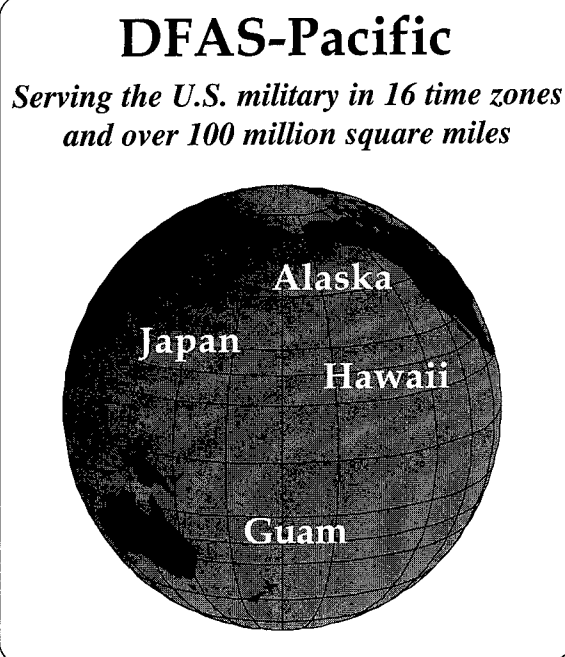 DFAS-Pacific
Serving the U.S. military in 16 time zones
and over 100 million square miles
Alaska
Japan
Hawaii
Guam